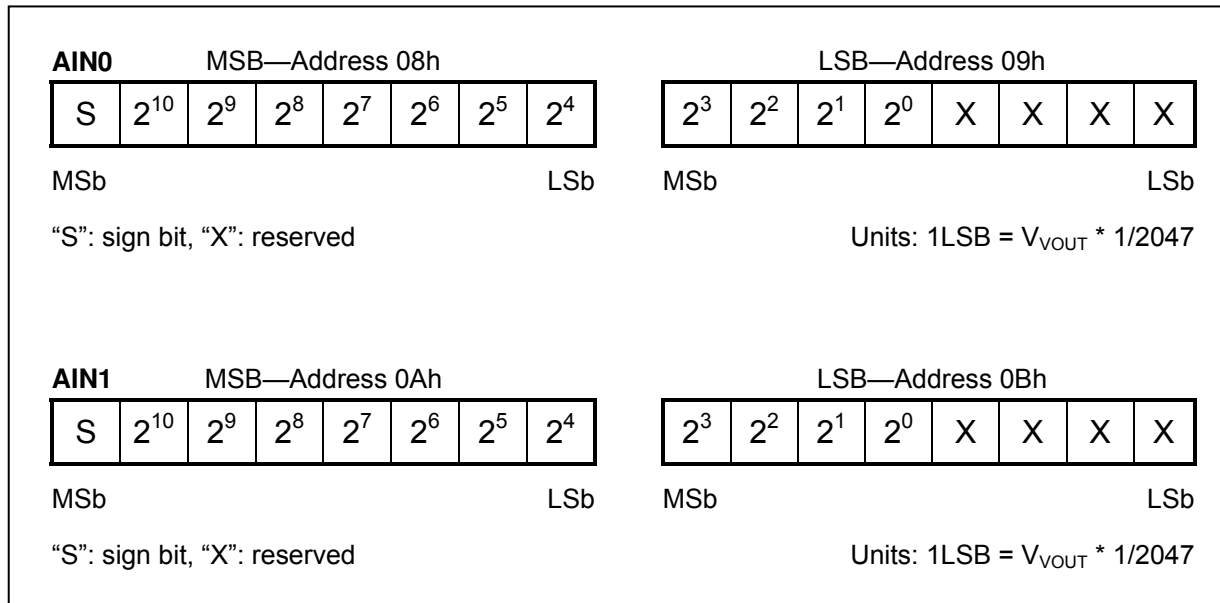 AIN0 MSB—Address 08h LSB—Address 09h
S 2^10 2^9 2^8 2^7 2^6 2^5 2^4 2^3 2^2 2^1 2^0 X X X X
MSb LSb MSb LSb
“S”: sign bit, “X”: reserved Units: 1LSB = V_VOUT * 1/2047
AIN1 MSB—Address 0Ah LSB—Address 0Bh
S 2^10 2^9 2^8 2^7 2^6 2^5 2^4 2^3 2^2 2^1 2^0 X X X X
MSb LSb MSb LSb
“S”: sign bit, “X”: reserved Units: 1LSB = V_VOUT * 1/2047